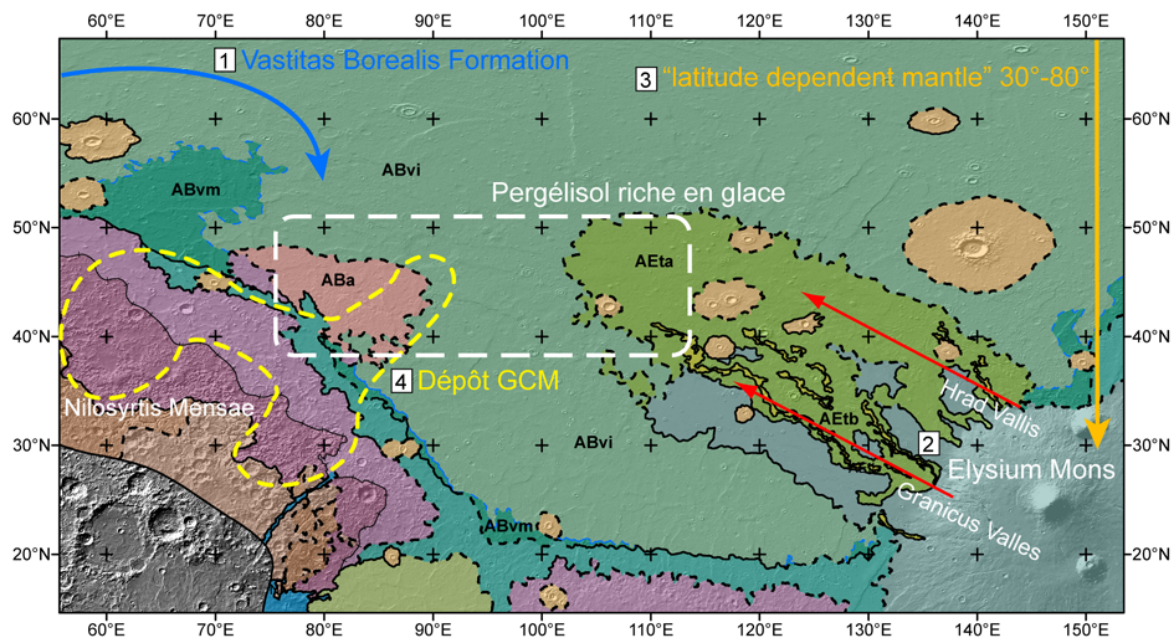 60°E 70°E 80°E 90°E 100°E 110°E 120°E 130°E 140°E 150°E
1 Vastitas Borealis Formation
3 "latitude dependent mantle" 30°-80°
60°N 60°N
ABvm
ABvi
Pergélisol riche en glace
50°N 50°N
ABa
AEta
40°N 40°N
4 Dépôt GCM
Nilosyrtis Mensae
Hrad Vallis
AEtb
30°N 30°N
ABvi
2
Elysium Mons
Granicus Valles
ABvm
20°N 20°N
60°E 70°E 80°E 90°E 100°E 110°E 120°E 130°E 140°E 150°E